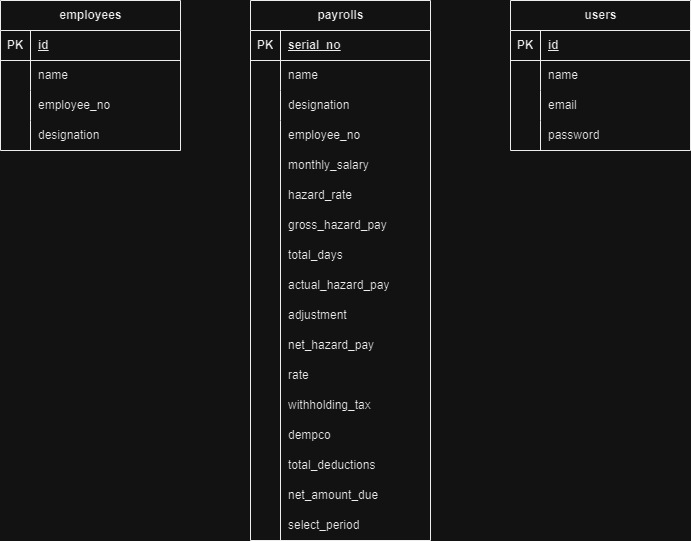 employees
PK id
name
employee_no
designation
payrolls
PK serial_no
name
designation
employee_no
monthly_salary
hazard_rate
gross_hazard_pay
total_days
actual_hazard_pay
adjustment
net_hazard_pay
rate
withholding_tax
dempco
total_deductions
net_amount_due
select_period
users
PK id
name
email
password